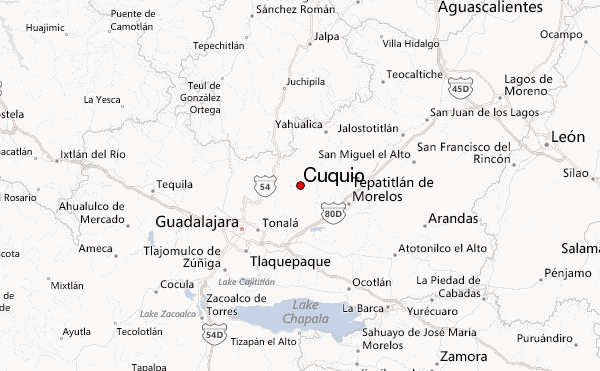 Sánchez Román
Aguascalientes
Puente de
Camotlán
Huajimic
Jalpa
Tepechitlán
Villa Hidalgo
Ocampo
Teocaltiche
Juchipila
Teul de
González
Ortega
45D
Lagos de
Moreno
La Yesca
San Juan de los Lagos
stela
Yahualica
Jalostotitlán
León
uacatlán
Ixtlán del Río
San Miguel el Alto
San Francisco del
Rincón
Silao
Cuquio
54
Tequila
Tepatitlán de
Morelos
l Rosario
Ahualulco de
Mercado
80D
Guadalajara
Tonalá
Arandas
Ameca
Tlajomulco de
Zúñiga
Tlaquepaque
Atotonilco el Alto
Salama
scota
Lake Cajititlán
Pénjamo
Mixtlán
Cocula
Ocotlán
La Piedad de
Cabadas
de
de
Zacoalco de
Torres
Lake
Chapala
La Barca
Yurécuaro
Lake Zacoalco
Ayutla
Tecolotlán
54D
Tizapán el Alto
Sahuayo de José María
Morelos
Puruándiro
Zamora
Tapalpa